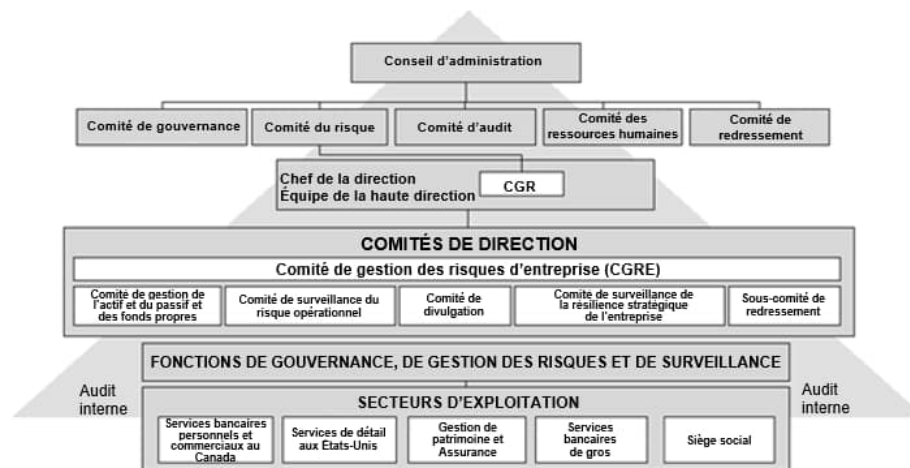 Conseil d'administration
Comité de gouvernance
Comité du risque
Comité d'audit
Comité des
ressources humaines
Comité de
redressement
Chef de la direction
Équipe de la haute direction
CGR
COMITÉS DE DIRECTION
Comité de gestion des risques d'entreprise (CGRE)
Comité de gestion de
l'actif et du passif et
des fonds propres
Comité de surveillance du
risque opérationnel
Comité de
divulgation
Comité de surveillance de
la résilience stratégique
de l'entreprise
Sous-comité de
redressement
FONCTIONS DE GOUVERNANCE, DE GESTION DES RISQUES ET DE SURVEILLANCE
Audit
interne
Audit
interne
SECTEURS D'EXPLOITATION
Services bancaires
personnels et
commerciaux au
Canada
Services de détail
aux États-Unis
Gestion de
patrimoine et
Assurance
Services
bancaires
de gros
Siège social